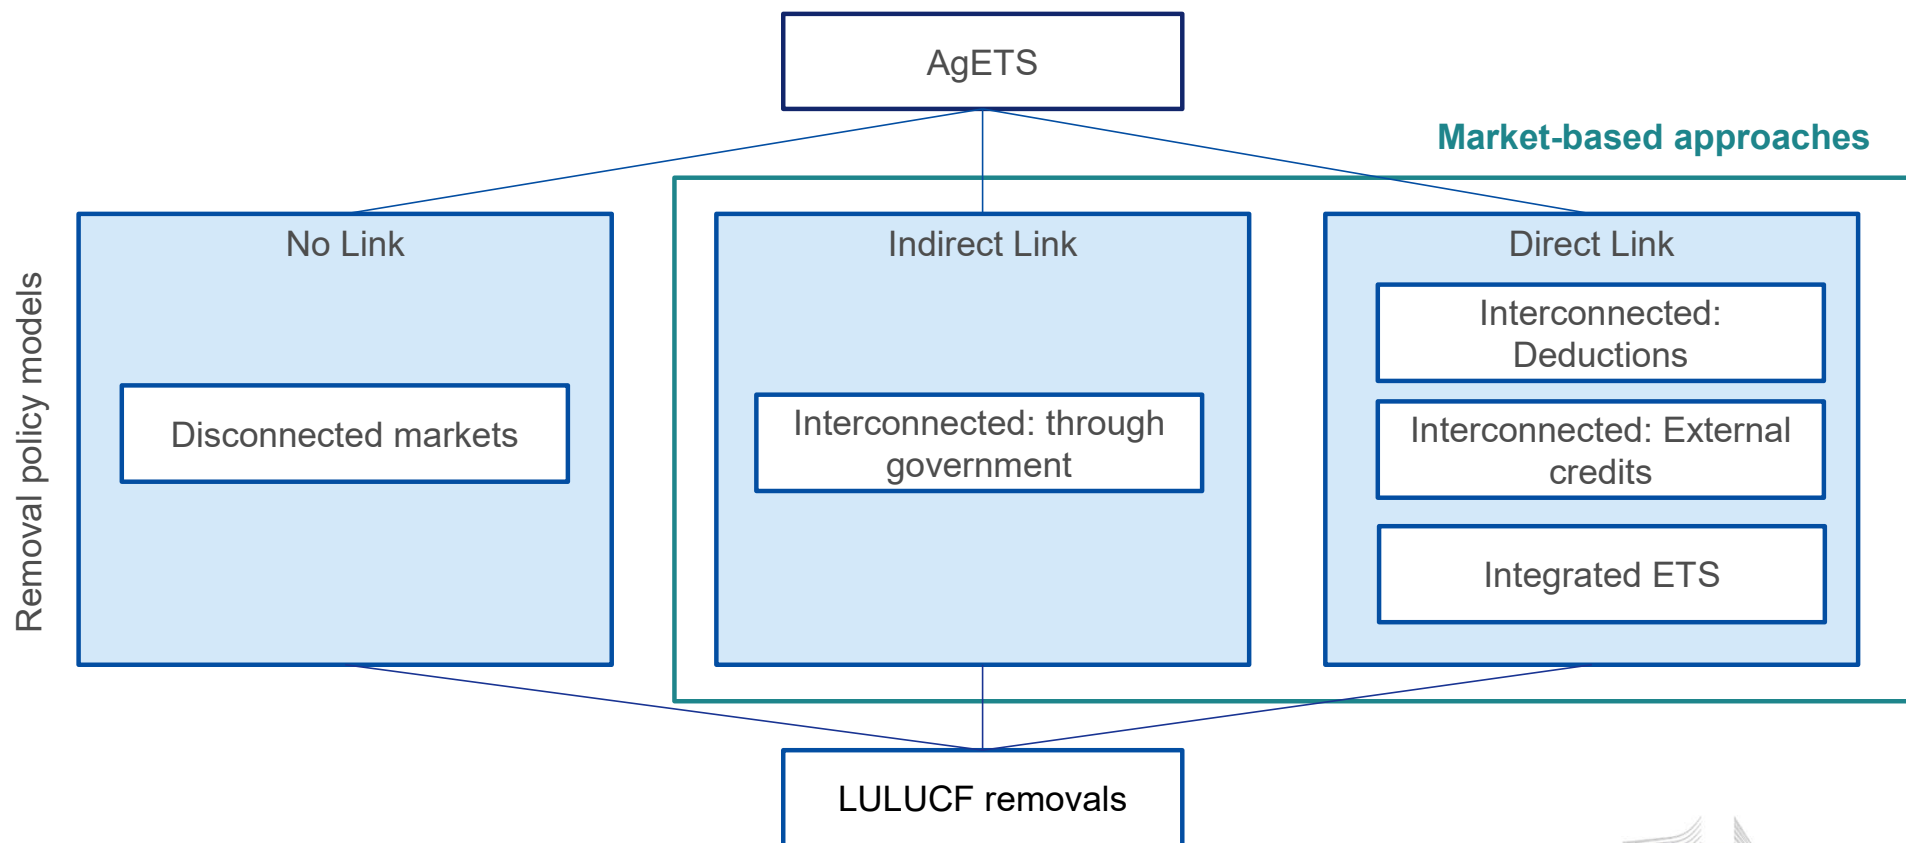 AgETS
Market-based approaches
Removal policy models
No Link
Disconnected markets
Indirect Link
Interconnected: through
government
Direct Link
Interconnected:
Deductions
Interconnected: External
credits
Integrated ETS
LULUCF removals